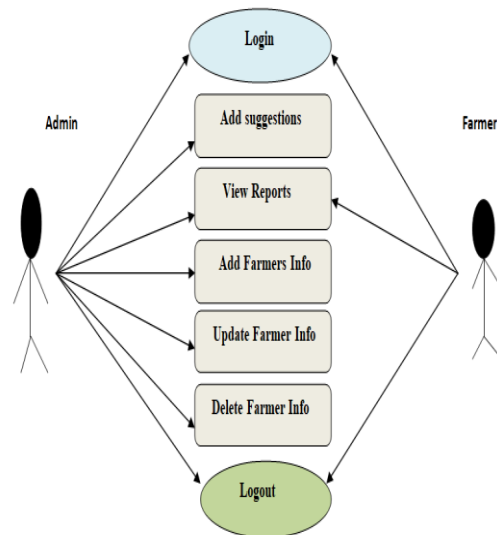 Login
Admin
Add suggestions
Farmer
View Reports
Add Farmers Info
Update Farmer Info
Delete Farmer Info
Logout